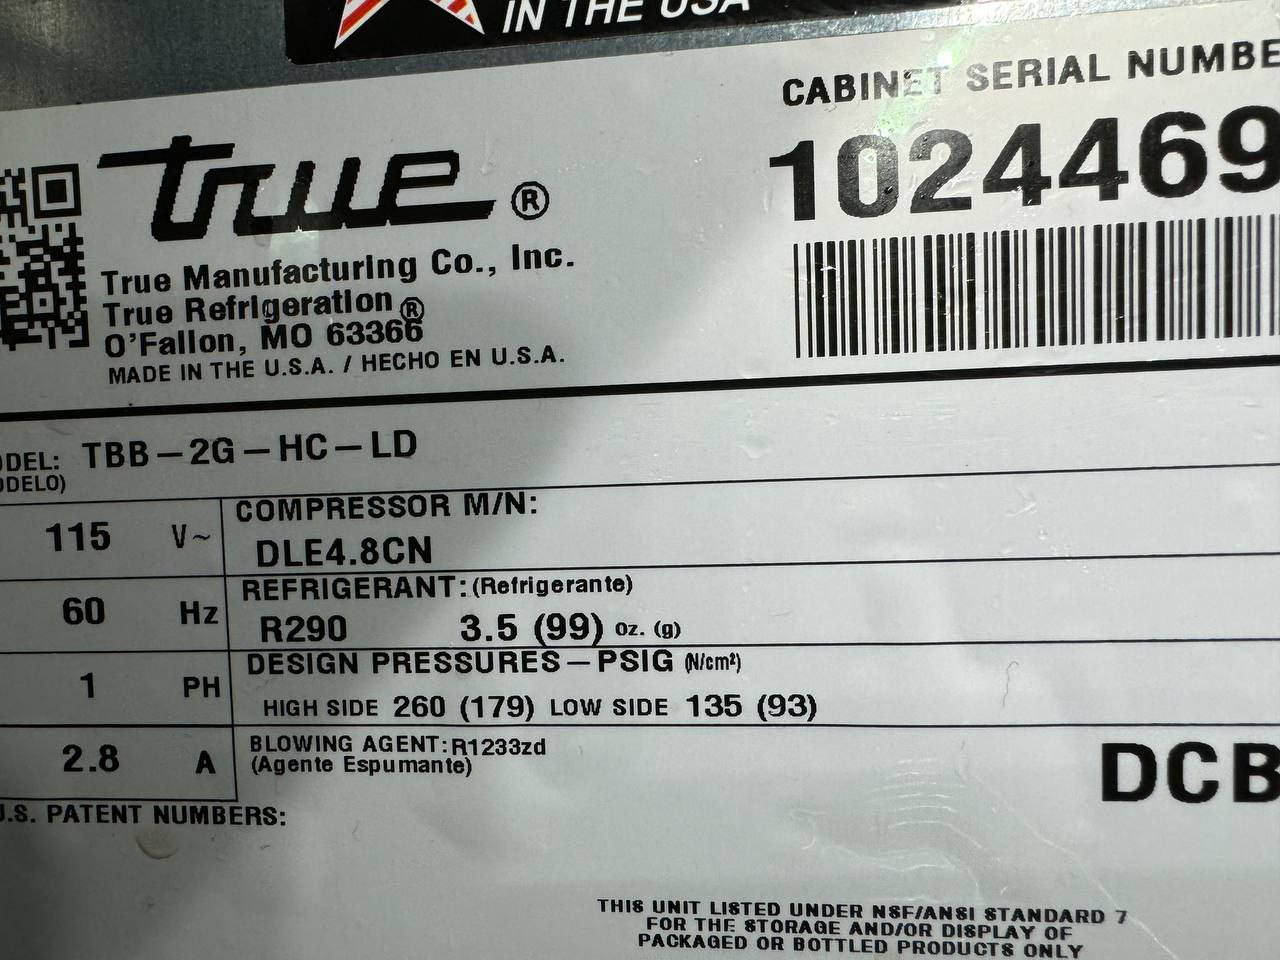 IN THE USA
CABINET SERIAL NUMBE
1024469
true®
True Manufacturing Co., Inc.
True Refrigeration®
O'Fallon, MO 63366
MADE IN THE U.S.A. / HECHO EN U.S.A.
ODEL: TBB-2G-HC-LD
ODELO)
115 V~
COMPRESSOR M/N:
DLE4.8CN
60 Hz
REFRIGERANT: (Refrigerante)
R290 3.5 (99) oz. (g)
1 PH
DESIGN PRESSURES-PSIG (N/cm²)
HIGH SIDE 260 (179) LOW SIDE 135 (93)
2.8 A
BLOWING AGENT: R1233zd
(Agente Espumante)
DCB
U.S. PATENT NUMBERS:
THIS UNIT LISTED UNDER NSF/ANSI STANDARD 7
FOR THE STORAGE AND/OR DISPLAY OF
PACKAGED OR BOTTLED PRODUCTS ONLY